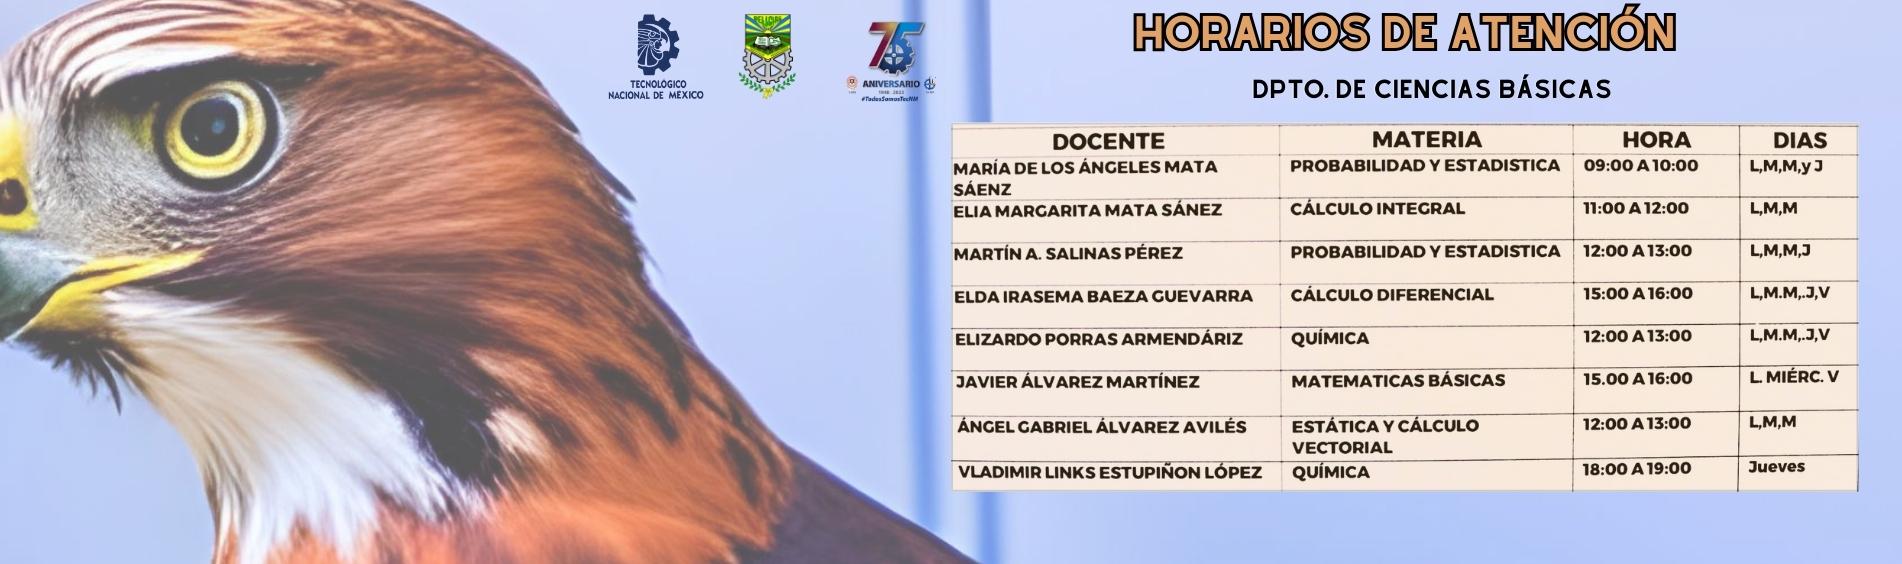 TECNOLÓGICO
NACIONAL DE MÉXICO
DELICIAS
75
ANIVERSARIO
#TodosSomosTecNM
HORARIOS DE ATENCIÓN
DPTO. DE CIENCIAS BÁSICAS
DOCENTE MATERIA HORA DIAS
MARÍA DE LOS ÁNGELES MATA PROBABILIDAD Y ESTADISTICA 09:00 A 10:00 L,M,M,y J
SÁENZ
ELIA MARGARITA MATA SÁNEZ CÁLCULO INTEGRAL 11:00 A 12:00 L,M,M
MARTÍN A. SALINAS PÉREZ PROBABILIDAD Y ESTADISTICA 12:00 A 13:00 L,M,M,J
ELDA IRASEMA BAEZA GUEVARRA CÁLCULO DIFERENCIAL 15:00 A 16:00 L,M.M,.J,V
ELIZARDO PORRAS ARMENDÁRIZ QUÍMICA 12:00 A 13:00 L,M.M,.J,V
JAVIER ÁLVAREZ MARTÍNEZ MATEMATICAS BÁSICAS 15.00 A 16:00 L. MIÉRC. V
ÁNGEL GABRIEL ÁLVAREZ AVILÉS ESTÁTICA Y CÁLCULO 12:00 A 13:00 L,M,M
VECTORIAL
VLADIMIR LINKS ESTUPIÑON LÓPEZ QUÍMICA 18:00 A 19:00 Jueves